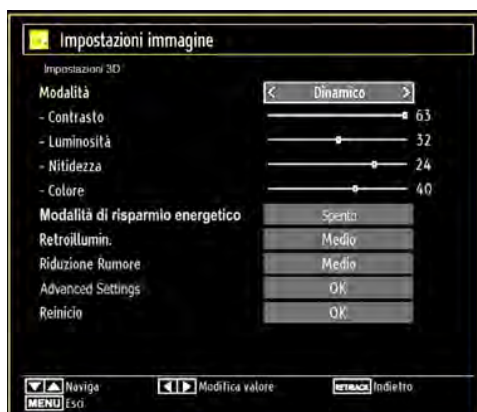 Impostazioni immagine
Impostazioni 3D
Modalità < Dinamico >
- Contrasto 63
- Luminosità 32
- Nitidezza 24
- Colore 40
Modalità di risparmio energetico Spento
Retroillumin. Medio
Riduzione Rumore Medio
Advanced Settings OK
Reinicio OK
Naviga Modifica valore RETBACK Indietro
MENU Esci